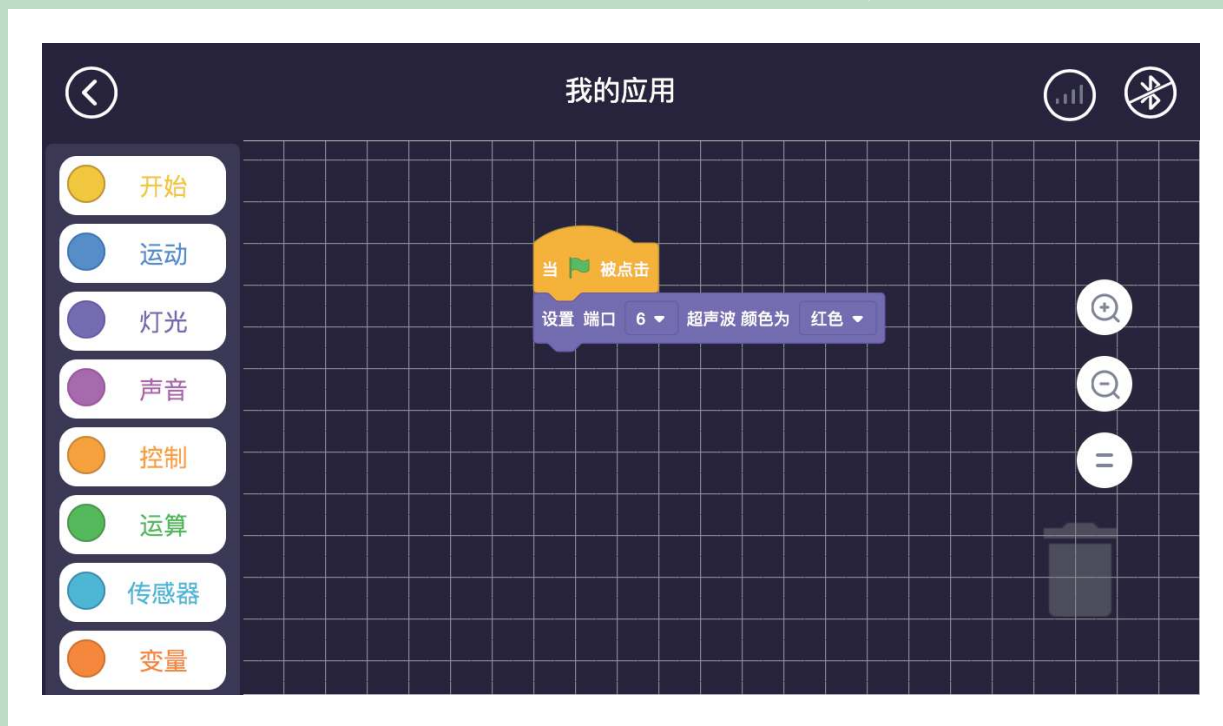 我的应用
开始
运动
灯光
声音
控制
运算
传感器
变量
当 被点击
设置 端口 6 超声波 颜色为 红色